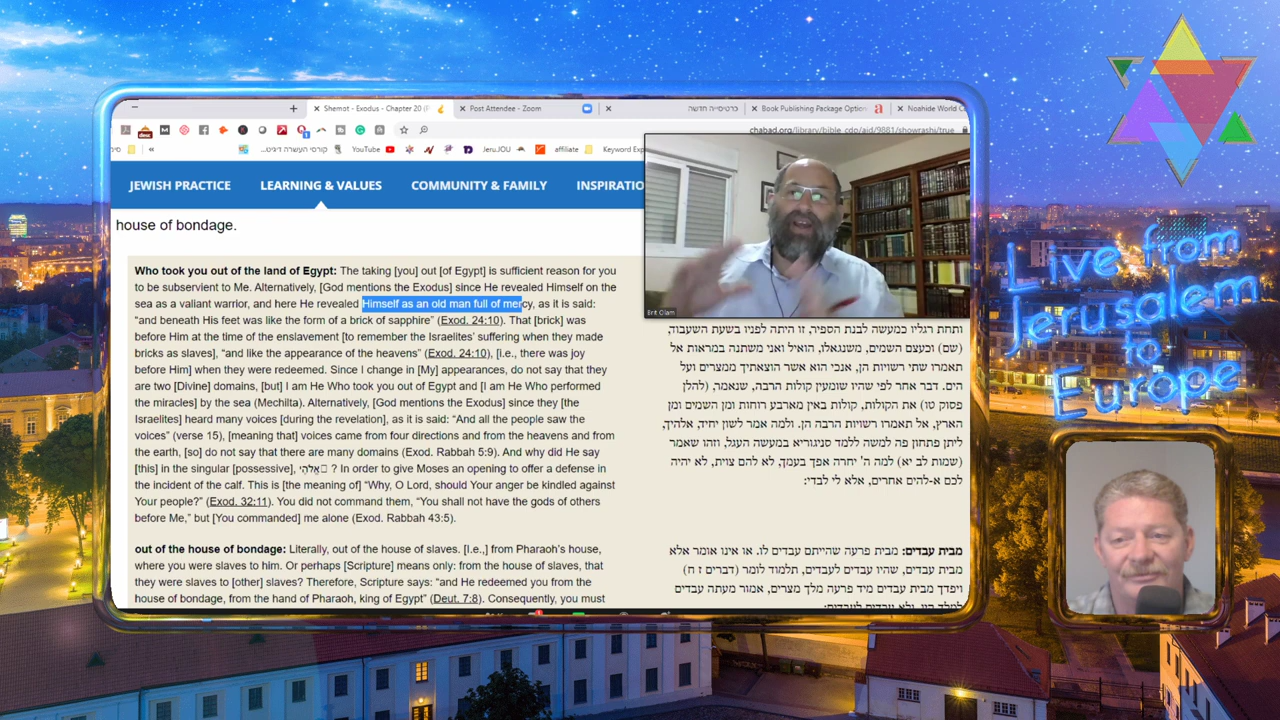 Shemot - Exodus - Chapter 20 (
Post Attendee - Zoom
כרטיסייה חדשה
Book Publishing Package Option
Noahide World C
chabad.org/library/bible_cdo/aid/9881/showrashi/true
קורסי העשרה דיגיט...
YouTube
Jeru.JOU
affiliate
Keyword Exp
JEWISH PRACTICE
LEARNING & VALUES
COMMUNITY & FAMILY
INSPIRATIO
house of bondage.
Who took you out of the land of Egypt: The taking [you] out [of Egypt] is sufficient reason for you
to be subservient to Me. Alternatively, [God mentions the Exodus] since He revealed Himself on the
sea as a valiant warrior, and here He revealed Himself as an old man full of mercy, as it is said:
“and beneath His feet was like the form of a brick of sapphire” (Exod. 24:10). That [brick] was
before Him at the time of the enslavement [to remember the Israelites’ suffering when they made
bricks as slaves], “and like the appearance of the heavens” (Exod. 24:10), [i.e., there was joy
before Him] when they were redeemed. Since I change in [My] appearances, do not say that they
are two [Divine] domains, [but] I am He Who took you out of Egypt and [I am He Who performed
the miracles] by the sea (Mechilta). Alternatively, [God mentions the Exodus] since they [the
Israelites] heard many voices [during the revelation], as it is said: “And all the people saw the
voices” (verse 15), [meaning that] voices came from four directions and from the heavens and from
the earth, [so] do not say that there are many domains (Exod. Rabbah 5:9). And why did He say
[this] in the singular [possessive], ? In order to give Moses an opening to offer a defense
in the incident of the calf. This is [the meaning of] “Why, O Lord, should Your anger be kindled against
Your people?” (Exod. 32:11). You did not command them, “You shall not have the gods of others
before Me,” but [You commanded] me alone (Exod. Rabbah 43:5).
out of the house of bondage: Literally, out of the house of slaves. [I.e.,] from Pharaoh’s house,
where you were slaves to him. Or perhaps [Scripture] means only: from the house of slaves, that
they were slaves to [other] slaves? Therefore, Scripture says: “and He redeemed you from the
house of bondage, from the hand of Pharaoh, king of Egypt” (Deut. 7:8). Consequently, you must
Brit Olam
ותחת רגליו כמעשה לבנת הספיר, זו היתה לפניו בשעת השעבוד,
(שם) וכעצם השמים, משנגאלו, הואיל ואני משתנה במראות אל
תאמרו שתי רשויות הן, אנכי הוא אשר הוצאתיך ממצרים ועל
הים. דבר אחר לפי שהיו שומעין קולות הרבה, שנאמר, (להלן
פסוק טו) את הקולות, קולות באין מארבע רוחות ומן השמים ומן
הארץ, אל תאמרו רשויות הרבה הן. ולמה אמר לשון יחיד, אלהיך,
ליתן פתחון פה למשה ללמד סניגוריא במעשה העגל, וזהו שאמר
(שמות לב יא) למה ה' יחרה אפך בעמך, לא להם צוית, לא יהיה
לכם א-להים אחרים, אלא לי לבדי:
מבית עבדים: מבית פרעה שהייתם עבדים לו. או אינו אומר אלא
מבית עבדים, שהיו עבדים לעבדים, תלמוד לומר (דברים ז ח)
ויפדך מבית עבדים מיד פרעה מלך מצרים, אמור מעתה עבדים
למלך היו, ולא עבדים לעבדים:
Live from
Jerusalem
to
Europe